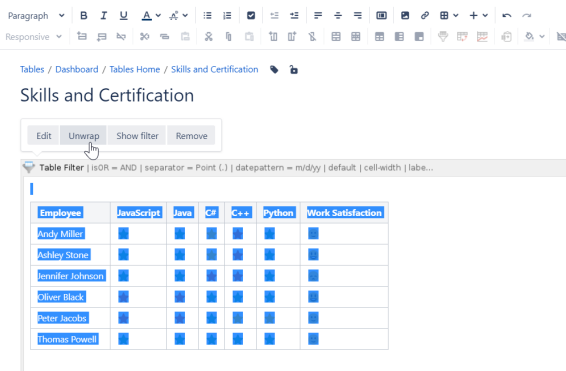 Paragraph B I U A
Responsive
Tables / Dashboard / Tables Home / Skills and Certification
Skills and Certification
Edit Unwrap Show filter Remove
Table Filter | isOR = AND | separator = Point (.) | datepattern = m/d/yy | default | cell-width | labe...
Employee JavaScript Java C# C++ Python Work Satisfaction
Andy Miller
Ashley Stone
Jennifer Johnson
Oliver Black
Peter Jacobs
Thomas Powell